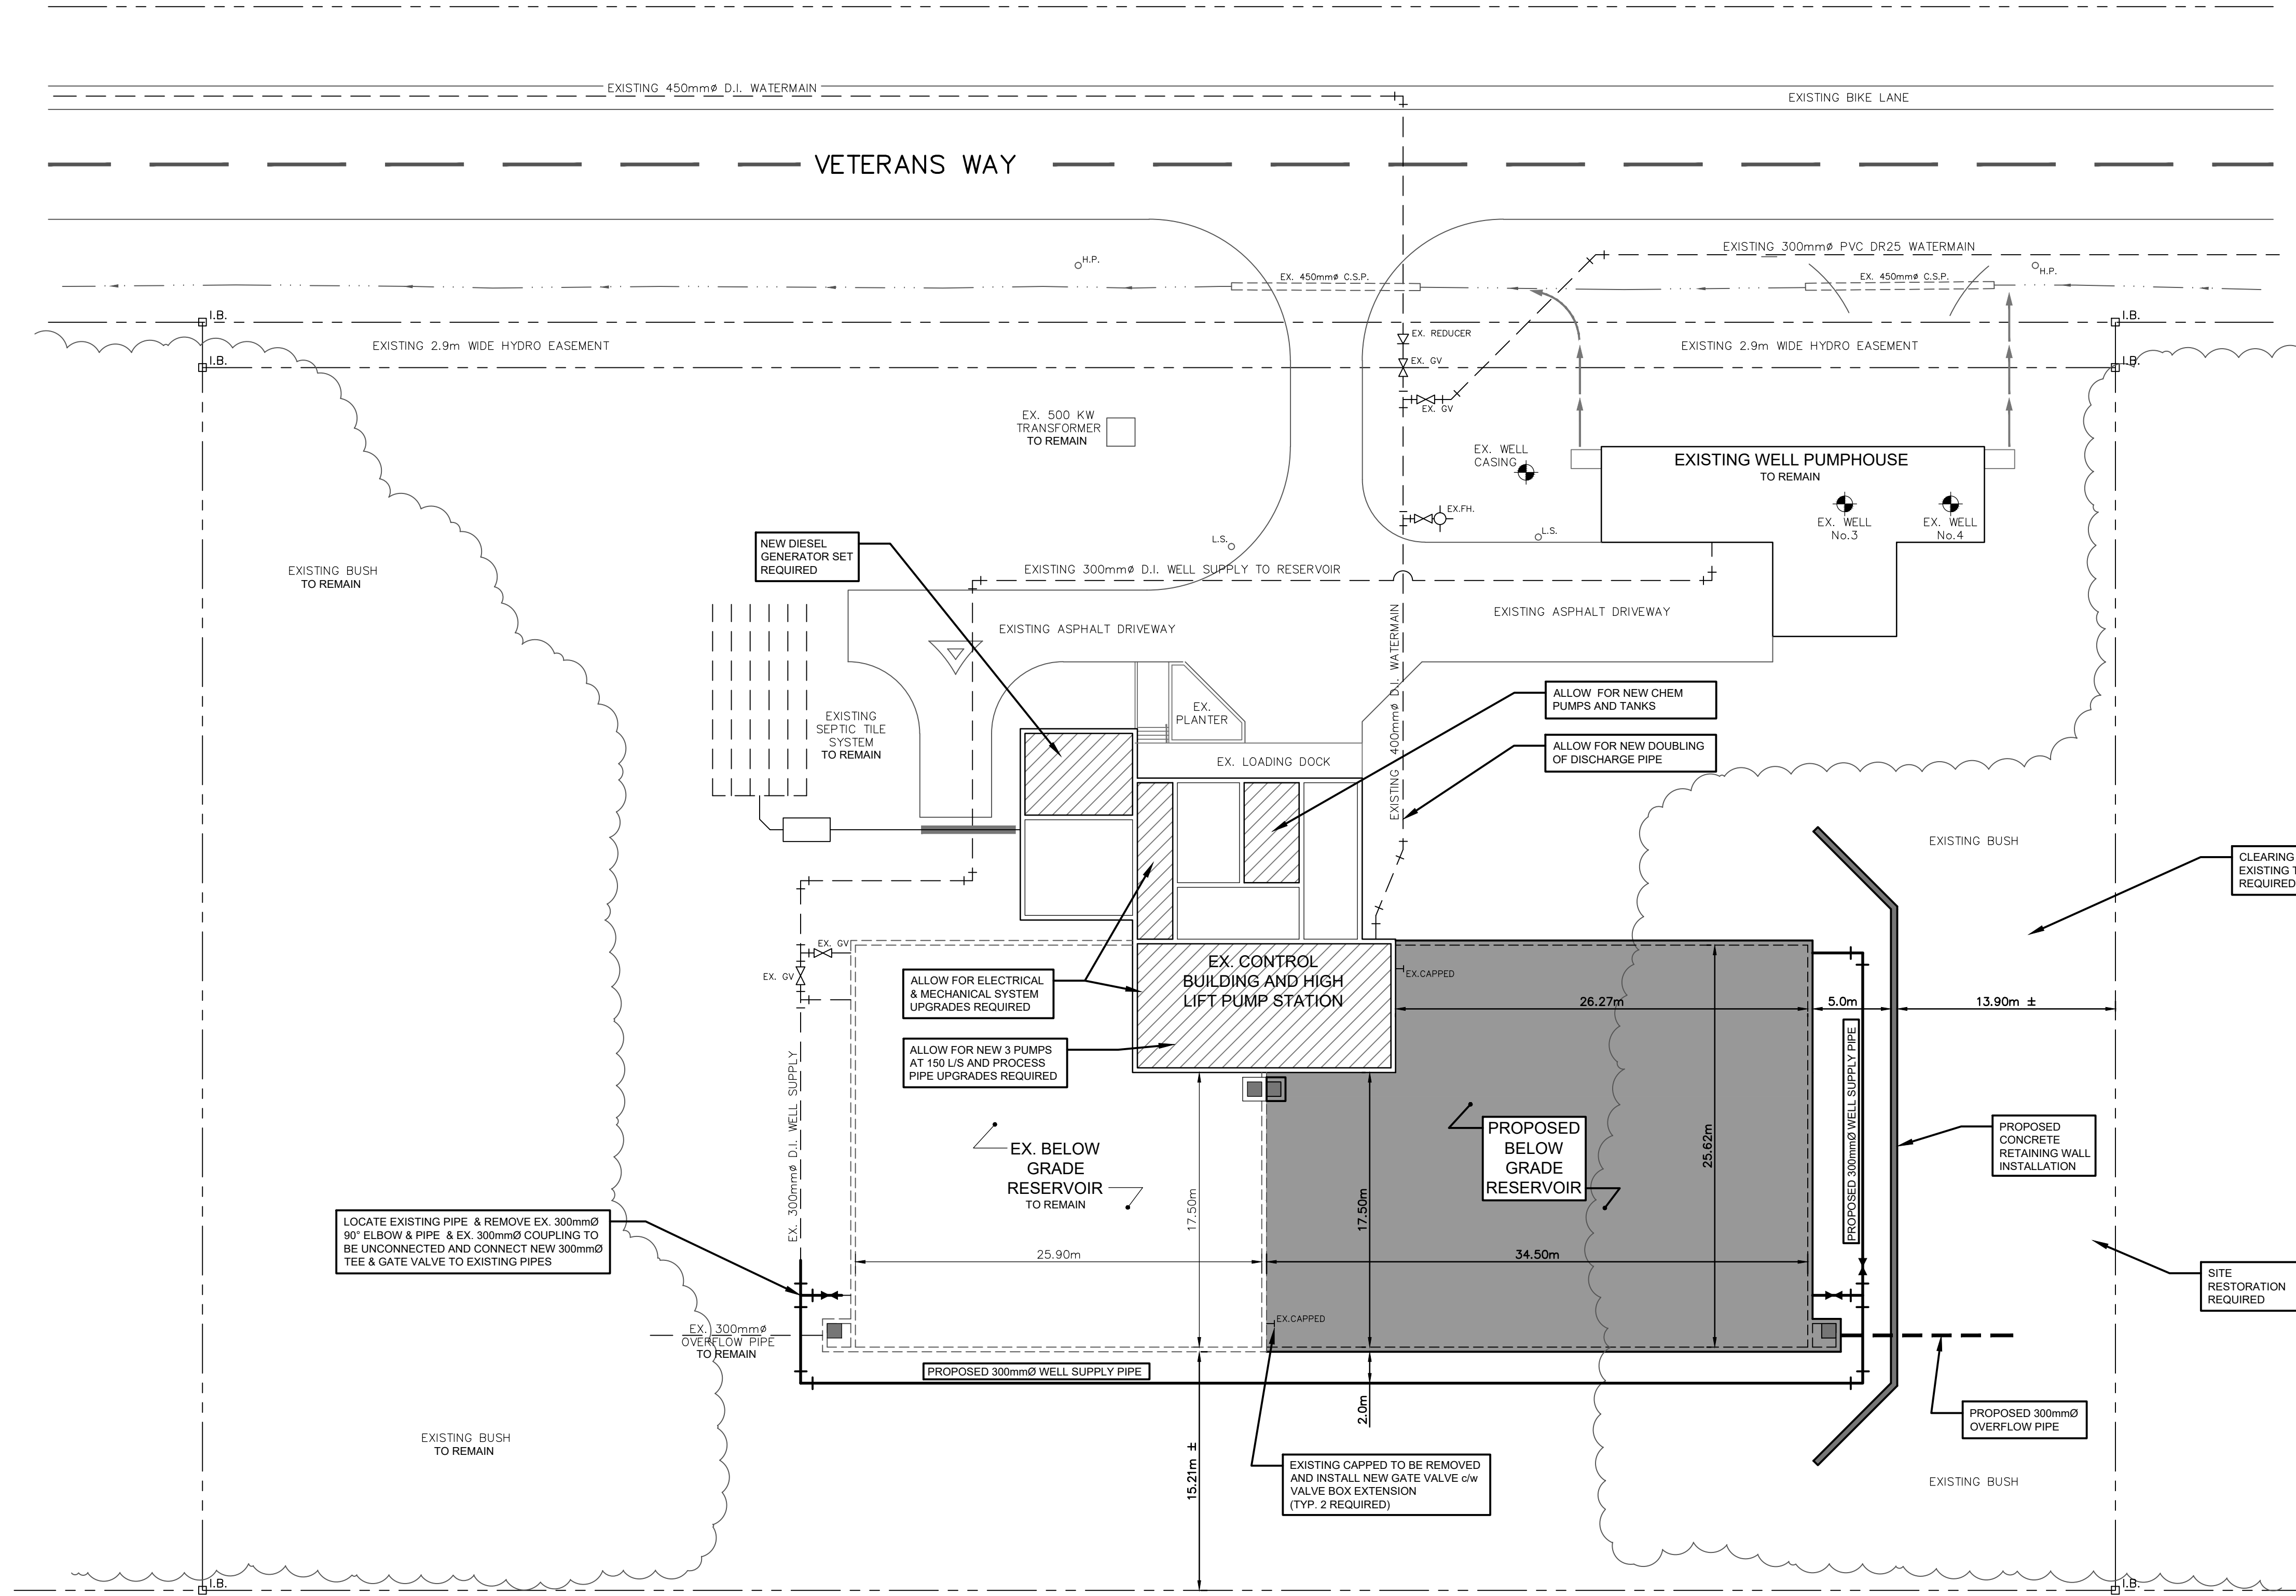 EXISTING 450mmø D.I. WATERMAIN
EXISTING BIKE LANE
VETERANS WAY
EXISTING 300mmø PVC DR25 WATERMAIN
H.P.
EX. 450mmø C.S.P.
EX. 450mmø C.S.P.
H.P.
I.B.
I.B.
EX. REDUCER
EXISTING 2.9m WIDE HYDRO EASEMENT
EXISTING 2.9m WIDE HYDRO EASEMENT
I.B.
EX. GV
I.B.
EX. GV
EX. 500 KW
TRANSFORMER
TO REMAIN
EX. WELL
CASING
EXISTING WELL PUMPHOUSE
TO REMAIN
EX. WELL
No.3
EX. WELL
No.4
EX.FH.
L.S.
L.S.
NEW DIESEL
GENERATOR SET
REQUIRED
EXISTING 300mmø D.I. WELL SUPPLY TO RESERVOIR
EXISTING BUSH
TO REMAIN
EXISTING ASPHALT DRIVEWAY
EXISTING ASPHALT DRIVEWAY
EXISTING 400mmø D.I. WATERMAIN
EXISTING
SEPTIC TILE
SYSTEM
TO REMAIN
EX.
PLANTER
ALLOW  FOR NEW CHEM
PUMPS AND TANKS
ALLOW FOR NEW DOUBLING
OF DISCHARGE PIPE
EX. LOADING DOCK
EXISTING BUSH
CLEARING
EXISTING T
REQUIRED
EX. GV
EX. GV
ALLOW FOR ELECTRICAL
& MECHANICAL SYSTEM
UPGRADES REQUIRED
EX. CONTROL
BUILDING AND HIGH
LIFT PUMP STATION
EX.CAPPED
26.27m
5.0m
13.90m ±
ALLOW FOR NEW 3 PUMPS
AT 150 L/S AND PROCESS
PIPE UPGRADES REQUIRED
EX. 300mmø D.I. WELL SUPPLY
PROPOSED 300mmØ WELL SUPPLY PIPE
EX. BELOW
GRADE
RESERVOIR
TO REMAIN
PROPOSED
BELOW
GRADE
RESERVOIR
25.62m
17.50m
17.50m
PROPOSED
CONCRETE
RETAINING WALL
INSTALLATION
LOCATE EXISTING PIPE  & REMOVE EX. 300mmØ
90° ELBOW & PIPE  & EX. 300mmØ COUPLING TO
BE UNCONNECTED AND CONNECT NEW 300mmØ
TEE & GATE VALVE TO EXISTING PIPES
25.90m
34.50m
SITE
RESTORATION
REQUIRED
EX. 300mmø
OVERFLOW PIPE
TO REMAIN
EX.CAPPED
PROPOSED 300mmØ WELL SUPPLY PIPE
2.0m
15.21m ±
PROPOSED 300mmØ
OVERFLOW PIPE
EXISTING BUSH
TO REMAIN
EXISTING CAPPED TO BE REMOVED
AND INSTALL NEW GATE VALVE c/w
VALVE BOX EXTENSION
(TYP. 2 REQUIRED)
EXISTING BUSH
I.B.
I.B.